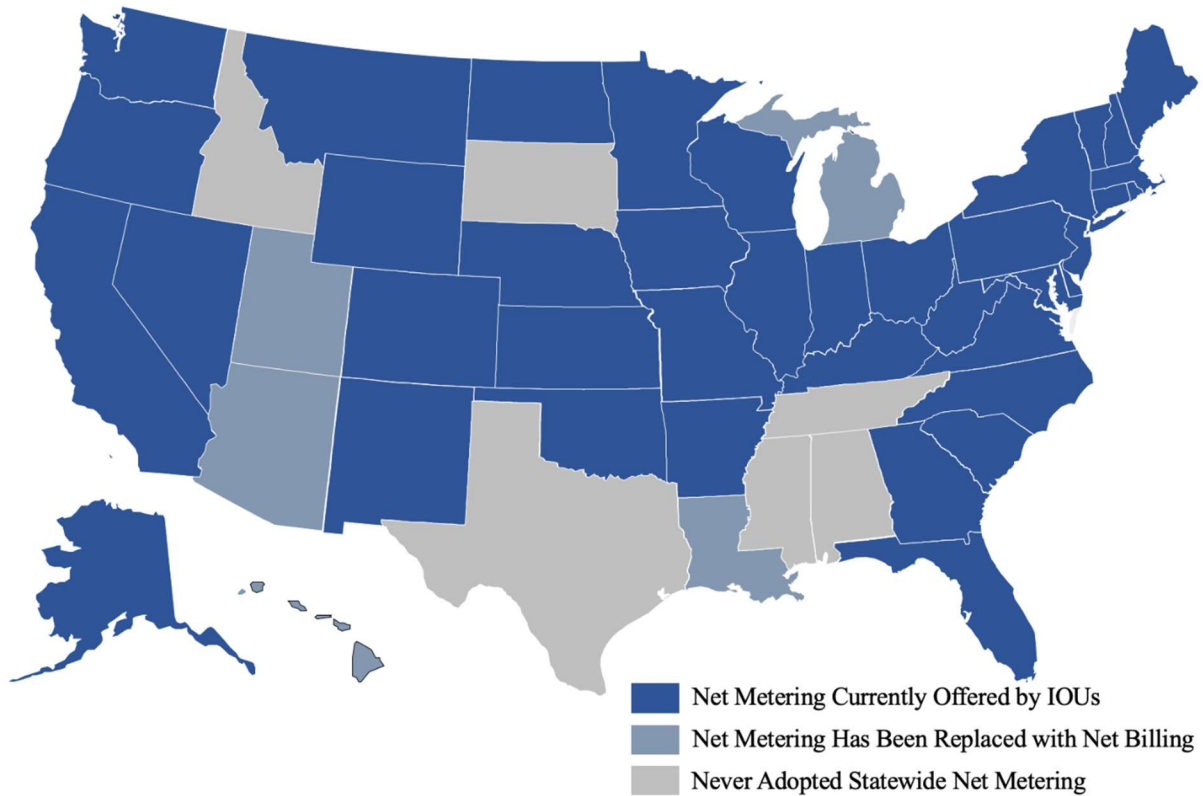 Net Metering Currently Offered by IOUs
Net Metering Has Been Replaced with Net Billing
Never Adopted Statewide Net Metering